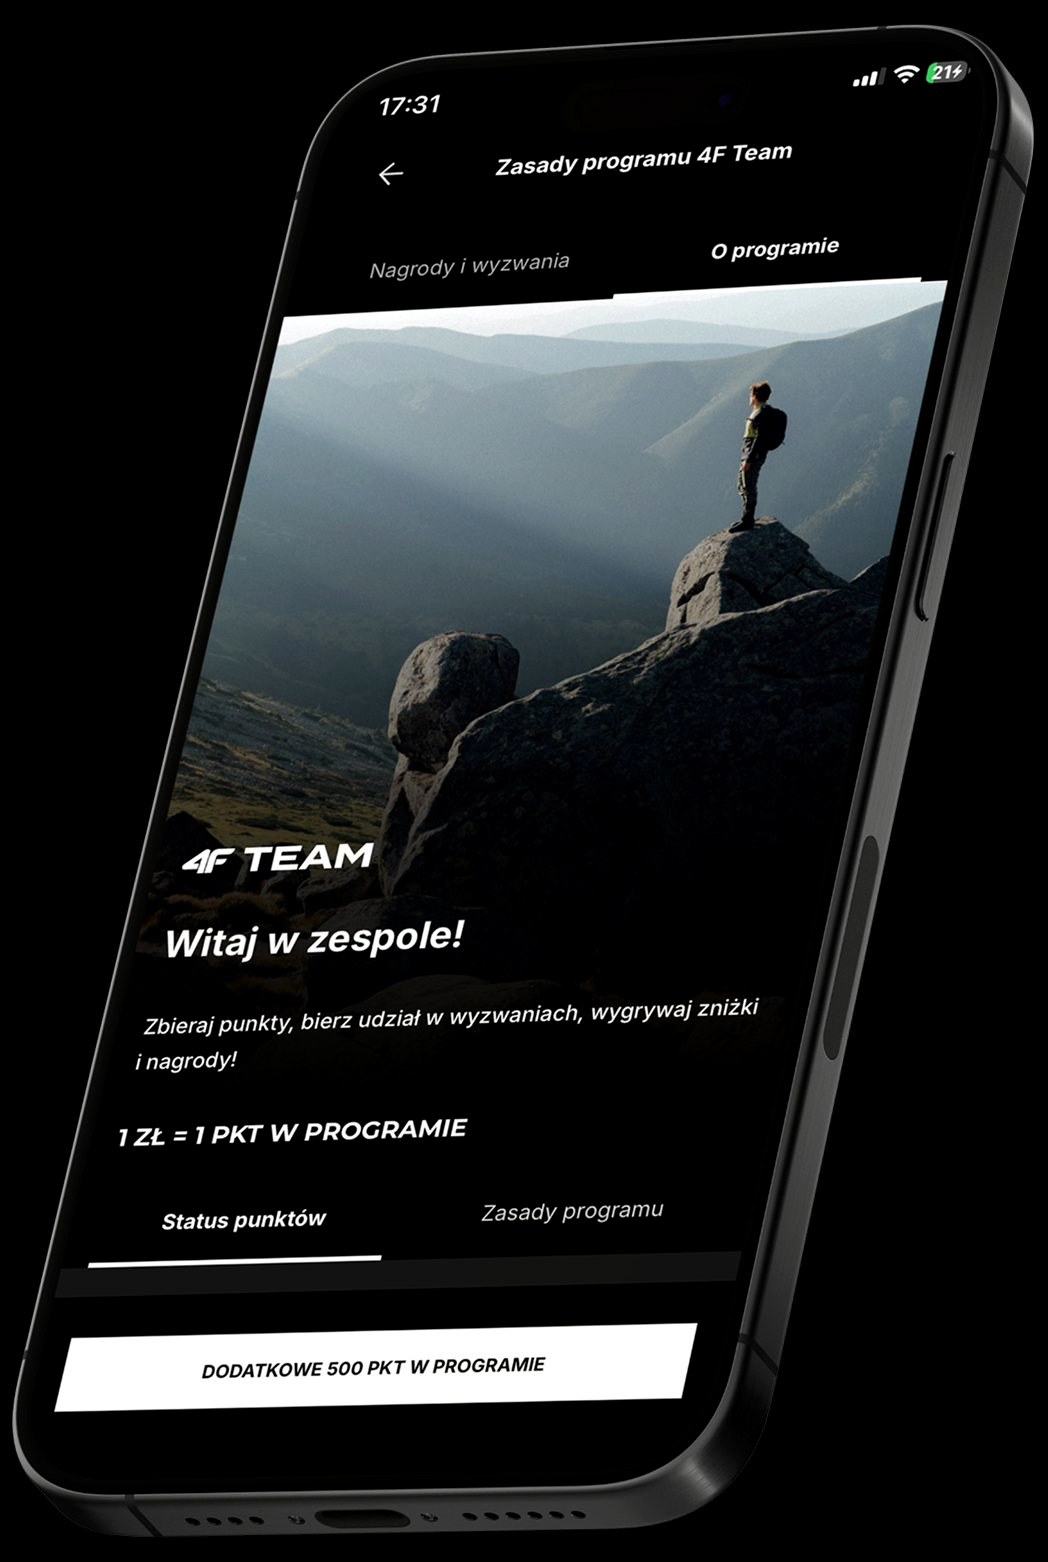 17:31
21
Zasady programu 4F Team
Nagrody i wyzwania
O programie
4F TEAM
Witaj w zespole!
Zbieraj punkty, bierz udział w wyzwaniach, wygrywaj zniżki
i nagrody!
1 ZŁ = 1 PKT W PROGRAMIE
Status punktów
Zasady programu
DODATKOWE 500 PKT W PROGRAMIE